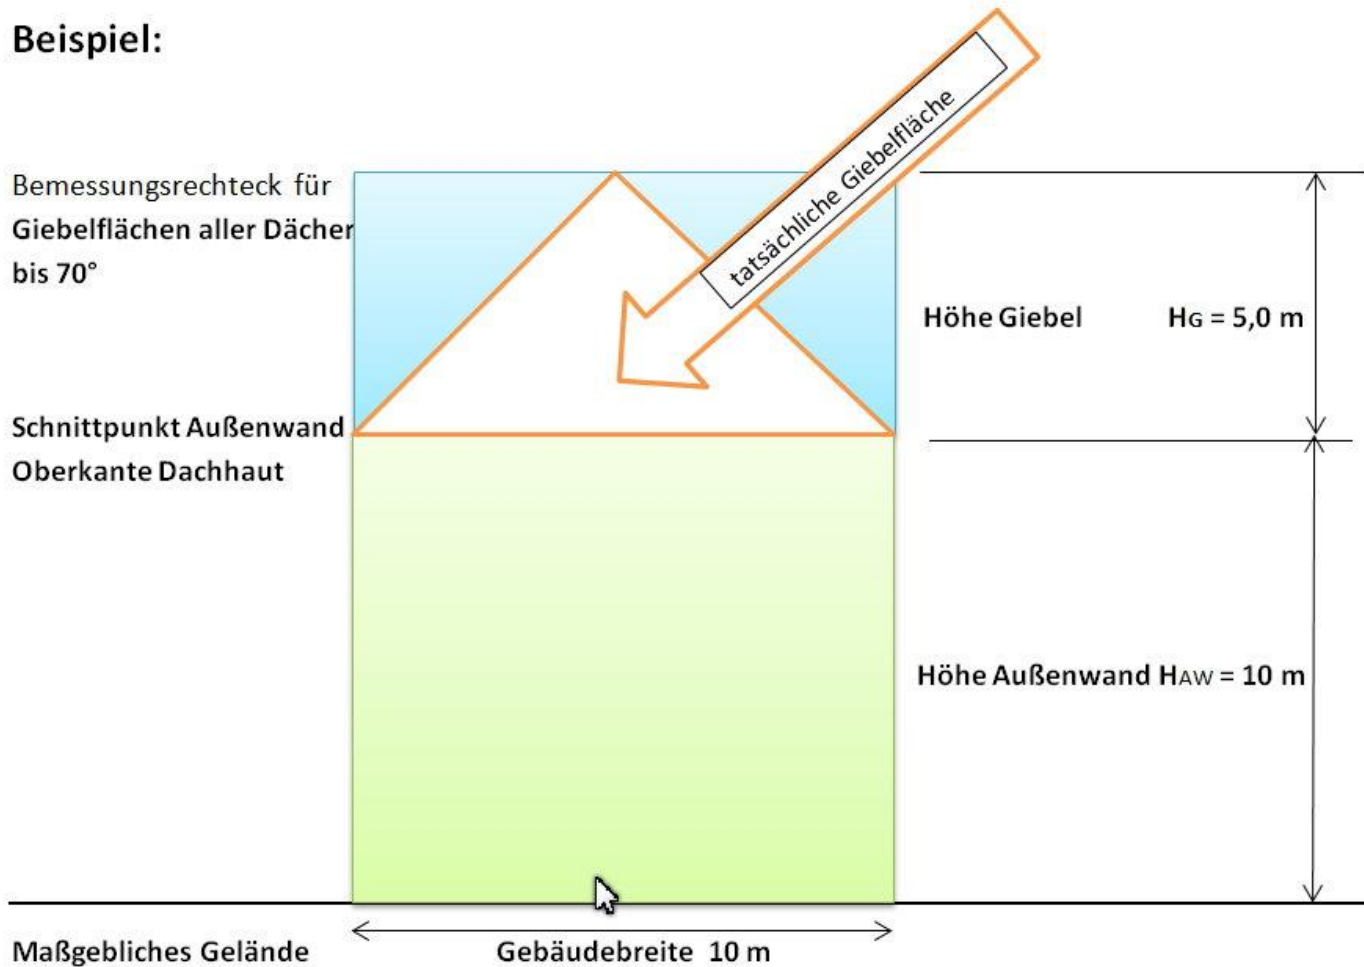 Beispiel:
tatsächliche Giebelfläche
Bemessungsrechteck für
Giebelflächen aller Dächer
bis 70°
Höhe Giebel HG = 5,0 m
Schnittpunkt Außenwand
Oberkante Dachhaut
Höhe Außenwand HAW = 10 m
Maßgebliches Gelände
Gebäudebreite 10 m